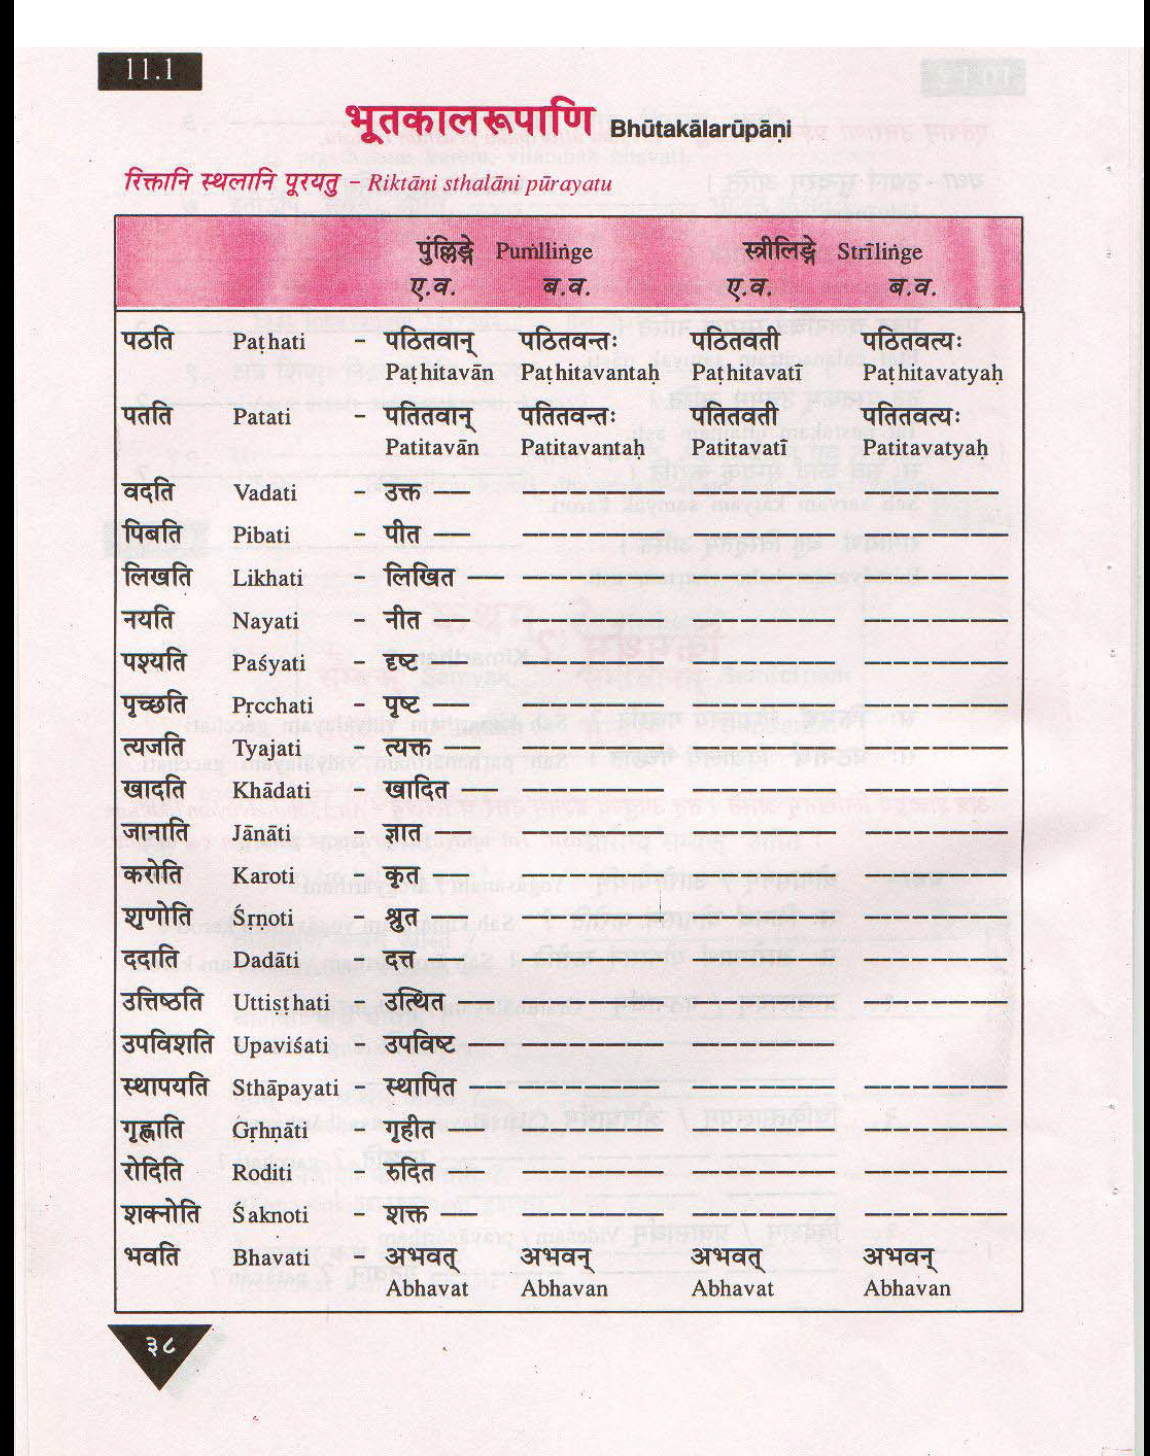 11.1
भूतकालरूपाणि Bhūtakālarūpāṇi
रिक्तानि स्थलानि पूरयतु – Riktāni sthalāni pūrayatu
पुंल्लिङ्गे Puṁllinġe स्त्रीलिङ्गे Strīlinġe
ए.व. ब.व. ए.व. ब.व.
पठति Paṭhati – पठितवान् पठितवन्तः पठितवती पठितवत्यः
Paṭhitavān Paṭhitavantaḥ Paṭhitavatī Paṭhitavatyaḥ
पतति Patati – पतितवान् पतितवन्तः पतितवती पतितवत्यः
Patitavān Patitavantaḥ Patitavatī Patitavatyaḥ
वदति Vadati – उक्त
पिबति Pibati – पीत
लिखति Likhati – लिखित
नयति Nayati – नीत
पश्यति Paśyati – दृष्ट
पृच्छति Pṛcchati – पृष्ट
त्यजति Tyajati – त्यक्त
खादति Khādati – खादित
जानाति Jānāti – ज्ञात
करोति Karoti – कृत
शृणोति Śrṇoti – श्रुत
ददाति Dadāti – दत्त
उत्तिष्ठति Uttiṣṭhati – उत्थित
उपविशति Upaviśati – उपविष्ट
स्थापयति Sthāpayati – स्थापित
गृह्णाति Gṛhṇāti – गृहीत
रोदिति Roditi – रुदित
शक्नोति Śaknoti – शक्त
भवति Bhavati – अभवत् अभवन् अभवत् अभवन्
Abhavat Abhavan Abhavat Abhavan
३८